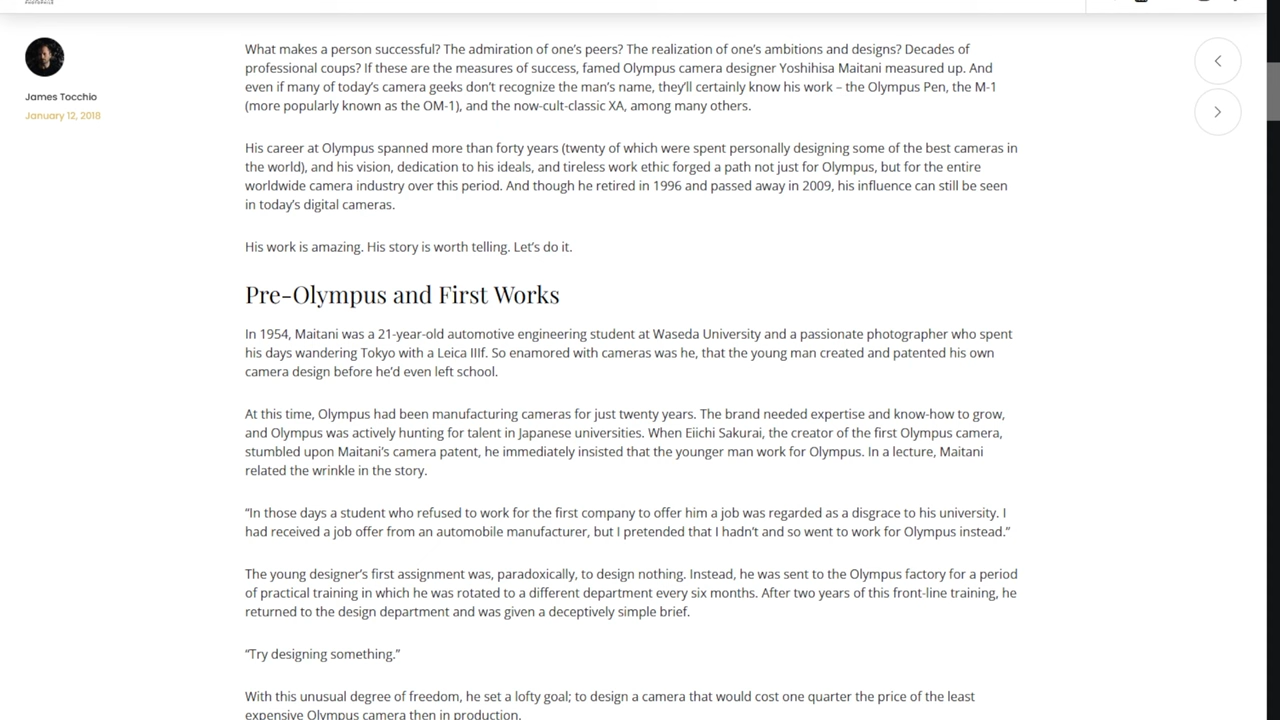 What makes a person successful? The admiration of one’s peers? The realization of one’s ambitions and designs? Decades of
professional coups? If these are the measures of success, famed Olympus camera designer Yoshihisa Maitani measured up. And
even if many of today’s camera geeks don’t recognize the man’s name, they’ll certainly know his work – the Olympus Pen, the M-1
(more popularly known as the OM-1), and the now-cult-classic XA, among many others.
James Tocchio
January 12, 2018
His career at Olympus spanned more than forty years (twenty of which were spent personally designing some of the best cameras in
the world), and his vision, dedication to his ideals, and tireless work ethic forged a path not just for Olympus, but for the entire
worldwide camera industry over this period. And though he retired in 1996 and passed away in 2009, his influence can still be seen
in today’s digital cameras.
His work is amazing. His story is worth telling. Let’s do it.
Pre-Olympus and First Works
In 1954, Maitani was a 21-year-old automotive engineering student at Waseda University and a passionate photographer who spent
his days wandering Tokyo with a Leica IIIf. So enamored with cameras was he, that the young man created and patented his own
camera design before he’d even left school.
At this time, Olympus had been manufacturing cameras for just twenty years. The brand needed expertise and know-how to grow,
and Olympus was actively hunting for talent in Japanese universities. When Eiichi Sakurai, the creator of the first Olympus camera,
stumbled upon Maitani’s camera patent, he immediately insisted that the younger man work for Olympus. In a lecture, Maitani
related the wrinkle in the story.
“In those days a student who refused to work for the first company to offer him a job was regarded as a disgrace to his university. I
had received a job offer from an automobile manufacturer, but I pretended that I hadn’t and so went to work for Olympus instead.”
The young designer’s first assignment was, paradoxically, to design nothing. Instead, he was sent to the Olympus factory for a period
of practical training in which he was rotated to a different department every six months. After two years of this front-line training, he
returned to the design department and was given a deceptively simple brief.
“Try designing something.”
With this unusual degree of freedom, he set a lofty goal; to design a camera that would cost one quarter the price of the least
expensive Olympus camera then in production.